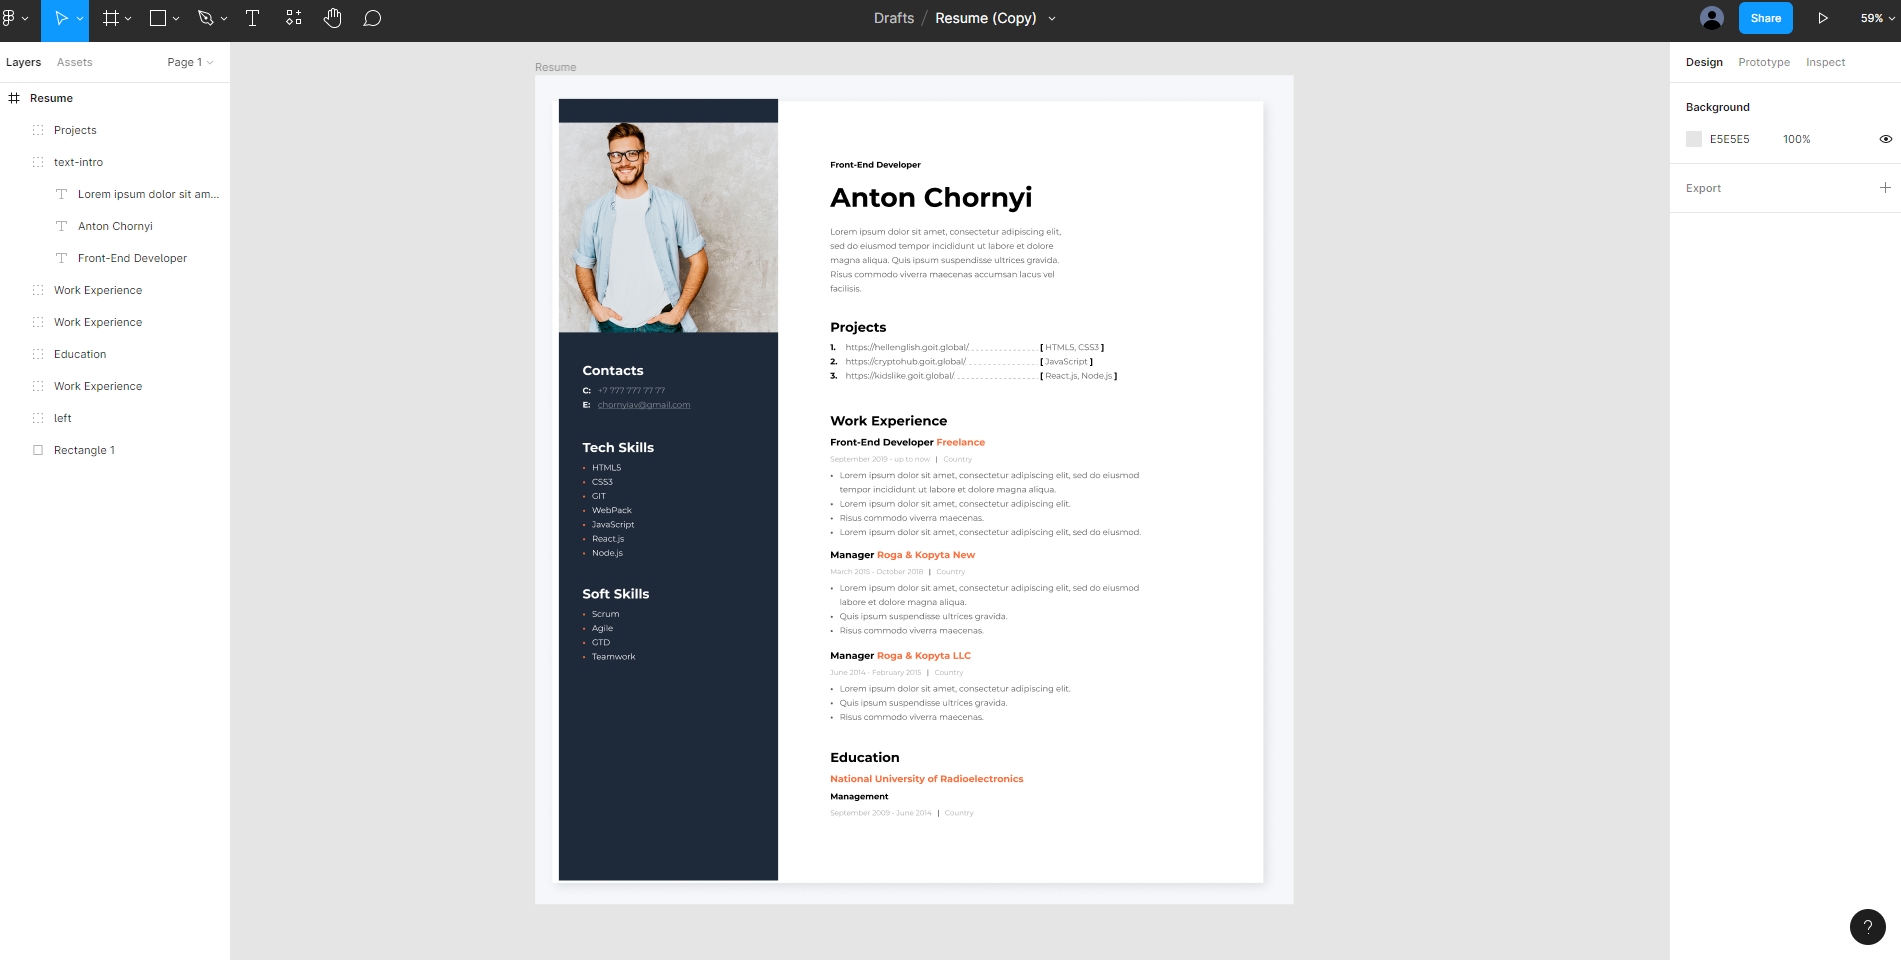 Drafts / Resume (Copy)
Share
59%
Layers
Assets
Page 1
Resume
Projects
text-intro
Lorem ipsum dolor sit am...
Anton Chornyi
Front-End Developer
Work Experience
Work Experience
Education
Work Experience
left
Rectangle 1
Resume
Contacts
C: +7 777 777 77 77
E: chornyiav@gmail.com
Tech Skills
• HTML5
• CSS3
• GIT
• WebPack
• JavaScript
• React.js
• Node.js
Soft Skills
• Scrum
• Agile
• GTD
• Teamwork
Front-End Developer
Anton Chornyi
Lorem ipsum dolor sit amet, consectetur adipiscing elit,
sed do eiusmod tempor incididunt ut labore et dolore
magna aliqua. Quis ipsum suspendisse ultrices gravida.
Risus commodo viverra maecenas accumsan lacus vel
facilisis.
Projects
1. https://hellenglish.goit.global/ [ HTML5, CSS3 ]
2. https://cryptohub.goit.global/ [ JavaScript ]
3. https://kidslike.goit.global/ [ React.js, Node.js ]
Work Experience
Front-End Developer Freelance
September 2019 - up to now | Country
• Lorem ipsum dolor sit amet, consectetur adipiscing elit, sed do eiusmod
tempor incididunt ut labore et dolore magna aliqua.
• Lorem ipsum dolor sit amet, consectetur adipiscing elit.
• Risus commodo viverra maecenas.
• Lorem ipsum dolor sit amet, consectetur adipiscing elit, sed do eiusmod.
Manager Roga & Kopyta New
March 2015 - October 2018 | Country
• Lorem ipsum dolor sit amet, consectetur adipiscing elit, sed do eiusmod
labore et dolore magna aliqua.
• Quis ipsum suspendisse ultrices gravida.
• Risus commodo viverra maecenas.
Manager Roga & Kopyta LLC
June 2014 - February 2015 | Country
• Lorem ipsum dolor sit amet, consectetur adipiscing elit.
• Quis ipsum suspendisse ultrices gravida.
• Risus commodo viverra maecenas.
Education
National University of Radioelectronics
Management
September 2009 - June 2014 | Country
Design
Prototype
Inspect
Background
E5E5E5
100%
Export
?